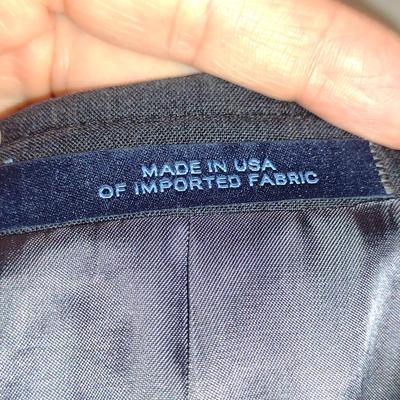 MADE IN USA
OF IMPORTED FABRIC